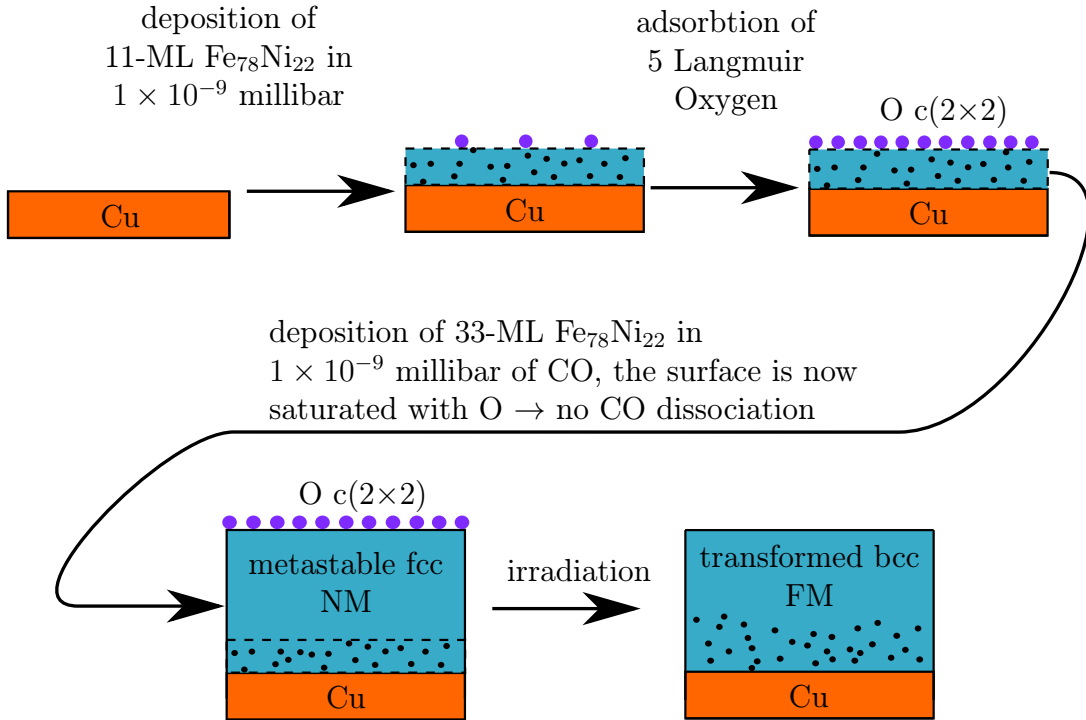 deposition of
11-ML Fe₇₈Ni₂₂ in
1 × 10⁻⁹ millibar
adsorbtion of
5 Langmuir
Oxygen
O c(2×2)
Cu
Cu
Cu
deposition of 33-ML Fe₇₈Ni₂₂ in
1 × 10⁻⁹ millibar of CO, the surface is now
saturated with O → no CO dissociation
O c(2×2)
metastable fcc
NM
Cu
irradiation
transformed bcc
FM
Cu